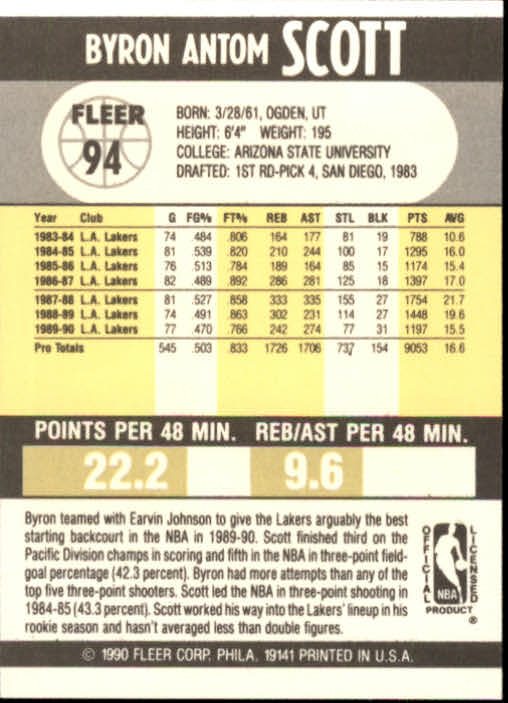 BYRON ANTOM SCOTT
FLEER
94
BORN: 3/28/61, OGDEN, UT
HEIGHT: 6'4" WEIGHT: 195
COLLEGE: ARIZONA STATE UNIVERSITY
DRAFTED: 1ST RD-PICK 4, SAN DIEGO, 1983
Year Club G FG% FT% REB AST STL BLK PTS AVG
1983-84 L.A. Lakers 74 .484 .806 164 177 81 19 788 10.6
1984-85 L.A. Lakers 81 .539 .820 210 244 100 17 1295 16.0
1985-86 L.A. Lakers 76 .513 .784 189 164 85 15 1174 15.4
1986-87 L.A. Lakers 82 .489 .892 286 281 125 18 1397 17.0
1987-88 L.A. Lakers 81 .527 .858 333 335 155 27 1754 21.7
1988-89 L.A. Lakers 74 .491 .863 302 231 114 27 1448 19.6
1989-90 L.A. Lakers 77 .470 .766 242 274 77 31 1197 15.5
Pro Totals 545 .503 .833 1726 1706 737 154 9053 16.6
POINTS PER 48 MIN. REB/AST PER 48 MIN.
22.2 9.6
Byron teamed with Earvin Johnson to give the Lakers arguably the best
starting backcourt in the NBA in 1989-90. Scott finished third on the
Pacific Division champs in scoring and fifth in the NBA in three-point field-
goal percentage (42.3 percent). Byron had more attempts than any of the
top five three-point shooters. Scott led the NBA in three-point shooting in
1984-85 (43.3 percent). Scott worked his way into the Lakers' lineup in his
rookie season and hasn't averaged less than double figures.
OFFICIAL
LICENSED
NBA
PRODUCT ®
© 1990 FLEER CORP. PHILA. 19141 PRINTED IN U.S.A.